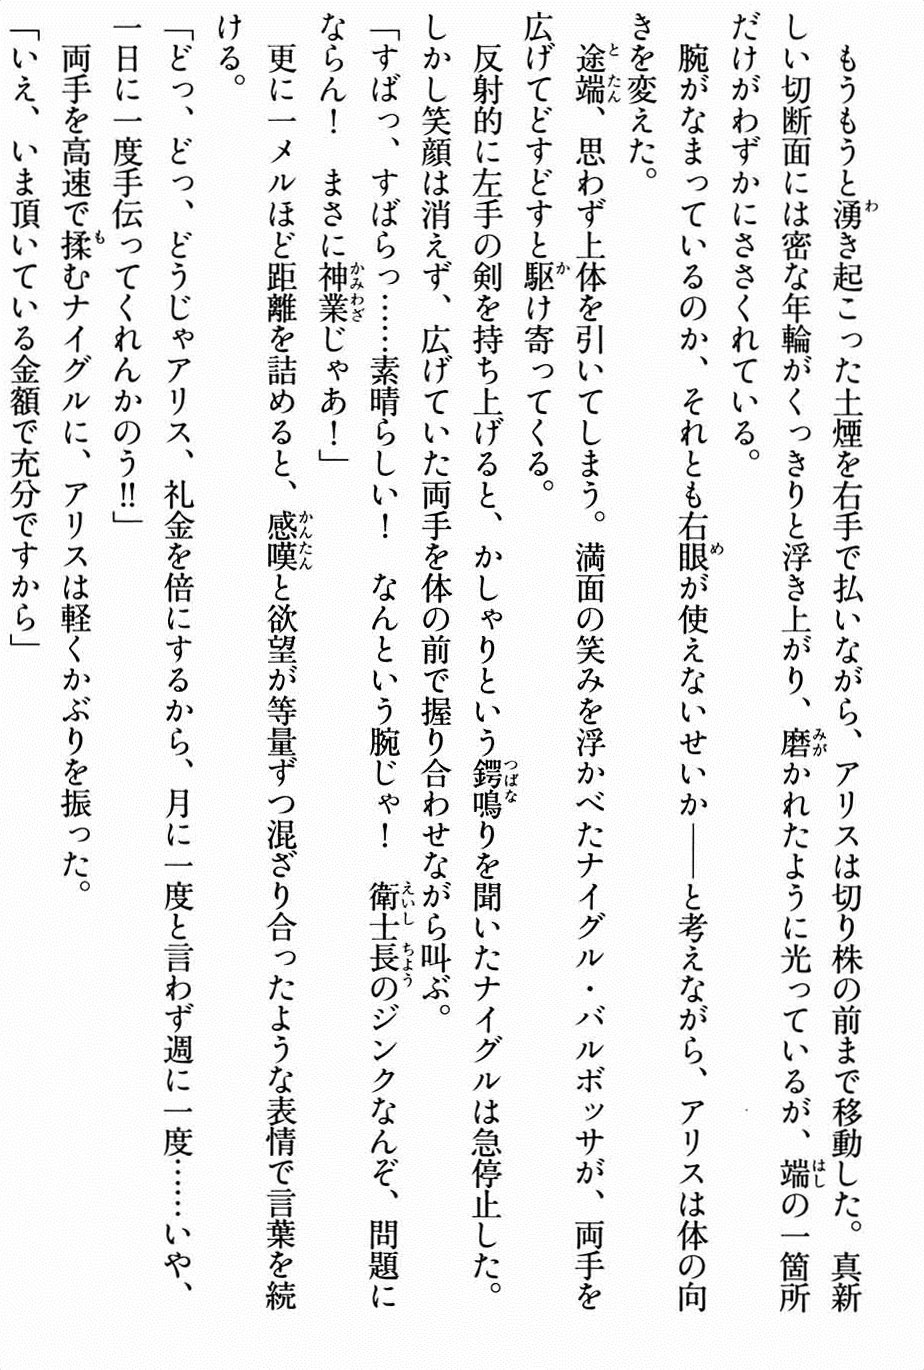 もうもうと湧き起こった土煙を右手で払いながら、アリスは切り株の前まで移動した。真新
しい切断面には密な年輪がくっきりと浮き上がり、磨かれたように光っているが、端の一箇所
だけがわずかにささくれている。
腕がなまっているのか、それとも右眼が使えないせいか――と考えながら、アリスは体の向
きを変えた。
途端、思わず上体を引いてしまう。満面の笑みを浮かべたナイグル・バルボッサが、両手を
広げてどすどすと駆け寄ってくる。
反射的に左手の剣を持ち上げると、かしゃりという鍔鳴りを聞いたナイグルは急停止した。
しかし笑顔は消えず、広げていた両手を体の前で握り合わせながら叫ぶ。
「すばっ、すばらっ……素晴らしい！　なんという腕じゃ！　衛士長のジンクなんぞ、問題に
ならん！　まさに神業じゃあ！」
更に一メルほど距離を詰めると、感嘆と欲望が等量ずつ混ざり合ったような表情で言葉を続
ける。
「どっ、どっ、どうじゃアリス、礼金を倍にするから、月に一度と言わず週に一度……いや、
一日に一度手伝ってくれんかのう!!」
両手を高速で揉むナイグルに、アリスは軽くかぶりを振った。
「いえ、いま頂いている金額で充分ですから」